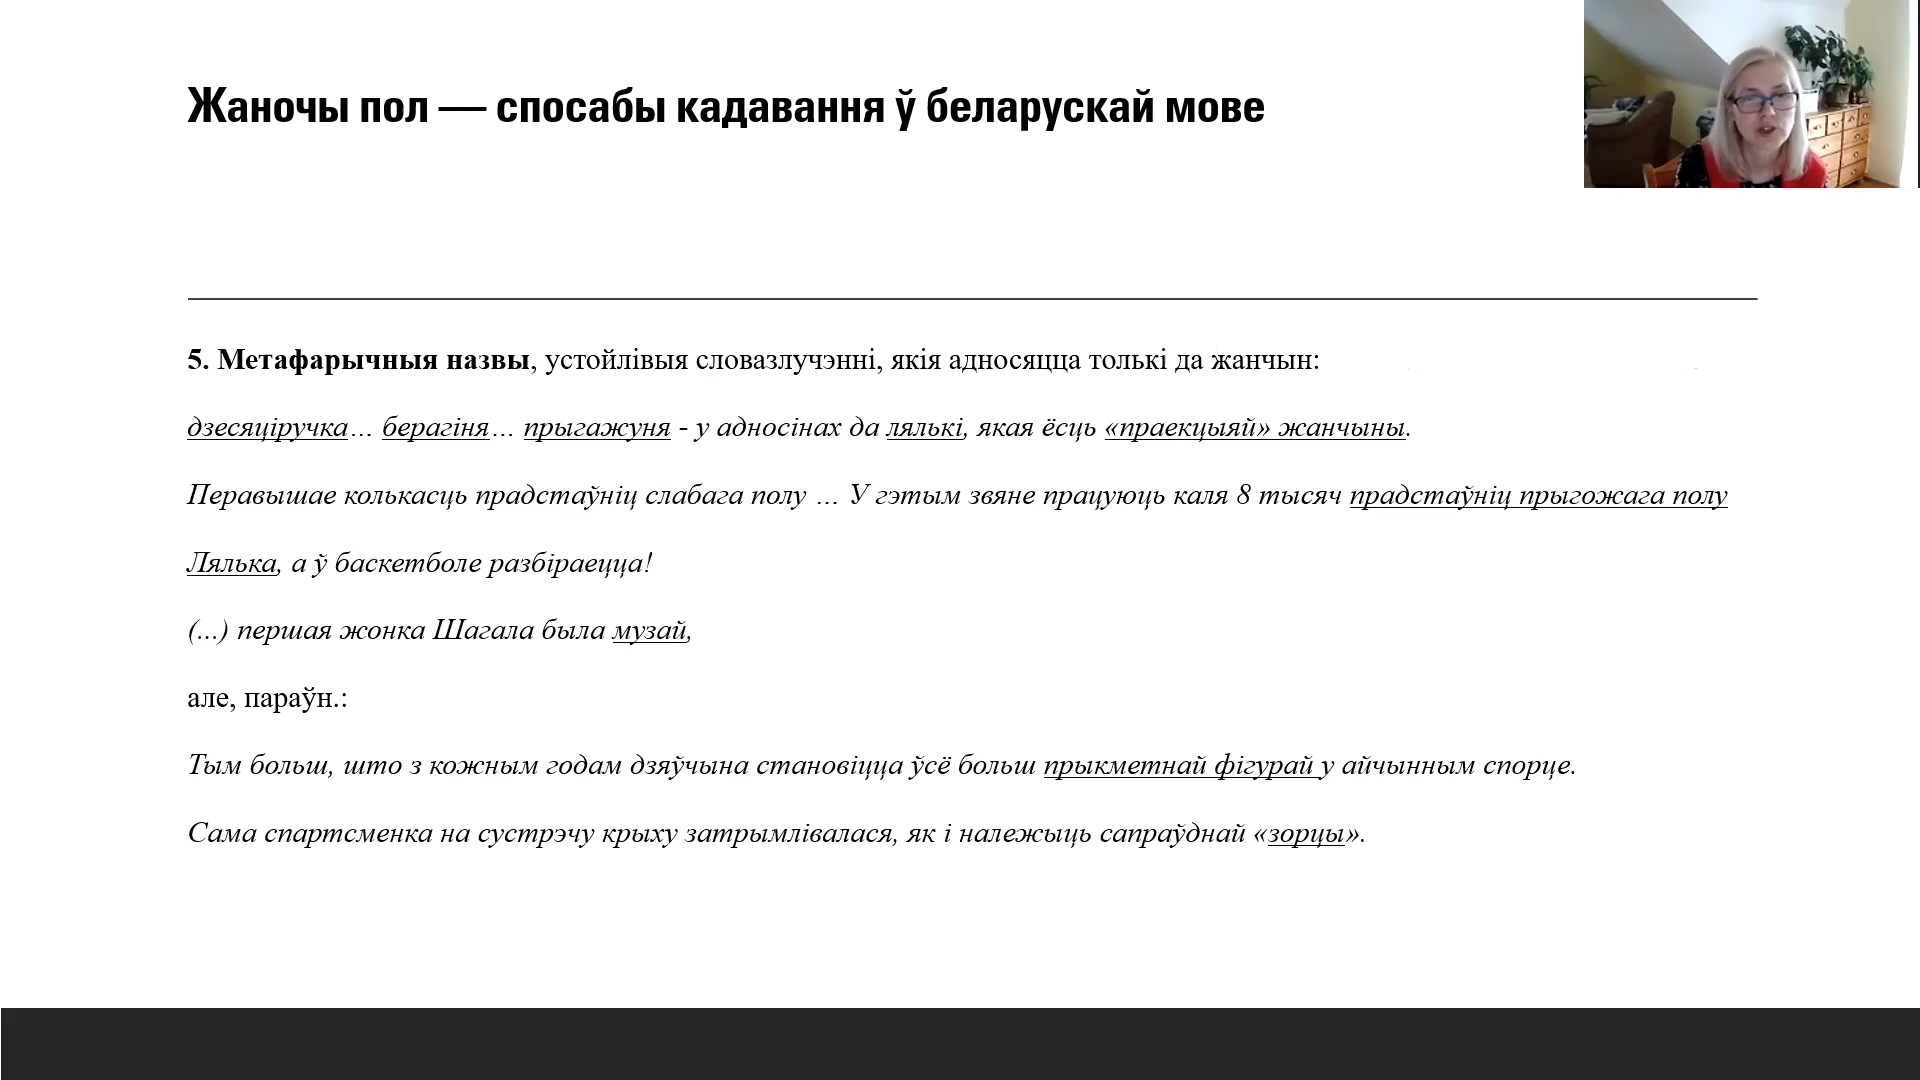 Жаночы пол — спосабы кадавання ў беларускай мове
5. Метафарычныя назвы, устойлівыя словазлучэнні, якія адносяцца толькі да жанчын:
дзесяціручка… берагіня… прыгажуня - у адносінах да лялькі, якая ёсць «праекцыяй» жанчыны.
Перавышае колькасць прадстаўніц слабага полу … У гэтым звяне працуюць каля 8 тысяч прадстаўніц прыгожага полу
Лялька, а ў баскетболе разбіраецца!
(...) першая жонка Шагала была музай,
але, параўн.:
Тым больш, што з кожным годам дзяўчына становіцца ўсё больш прыкметнай фігурай у айчынным спорце.
Сама спартсменка на сустрэчу крыху затрымлівалася, як і належыць сапраўднай «зорцы».